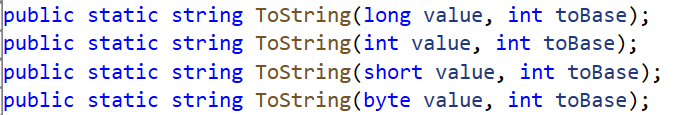 public static string ToString(long value, int toBase);
public static string ToString(int value, int toBase);
public static string ToString(short value, int toBase);
public static string ToString(byte value, int toBase);